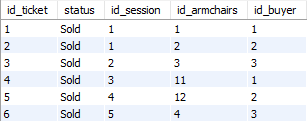 id_ticket status id_session id_armchairs id_buyer
1 Sold 1 1 1
2 Sold 1 2 2
3 Sold 2 3 3
4 Sold 3 11 1
5 Sold 4 12 2
6 Sold 5 4 3